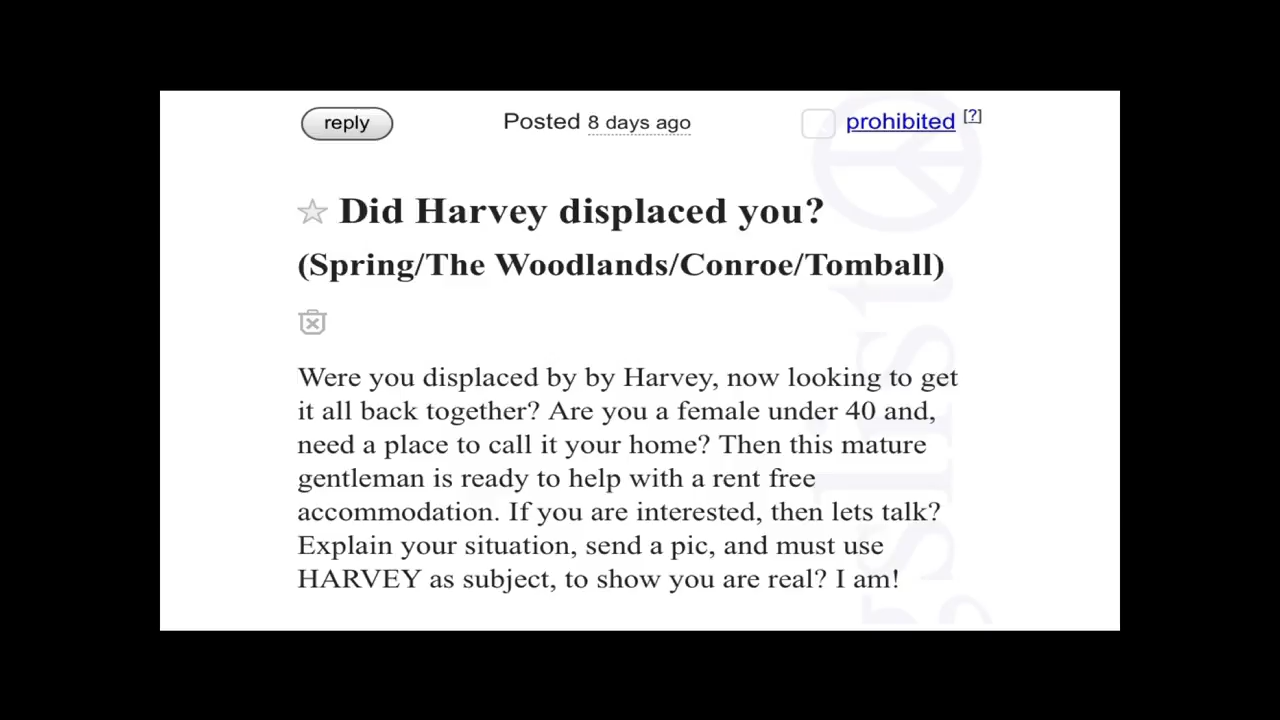 reply Posted 8 days ago prohibited [?]
Did Harvey displaced you?
(Spring/The Woodlands/Conroe/Tomball)
Were you displaced by by Harvey, now looking to get
it all back together? Are you a female under 40 and,
need a place to call it your home? Then this mature
gentleman is ready to help with a rent free
accommodation. If you are interested, then lets talk?
Explain your situation, send a pic, and must use
HARVEY as subject, to show you are real? I am!